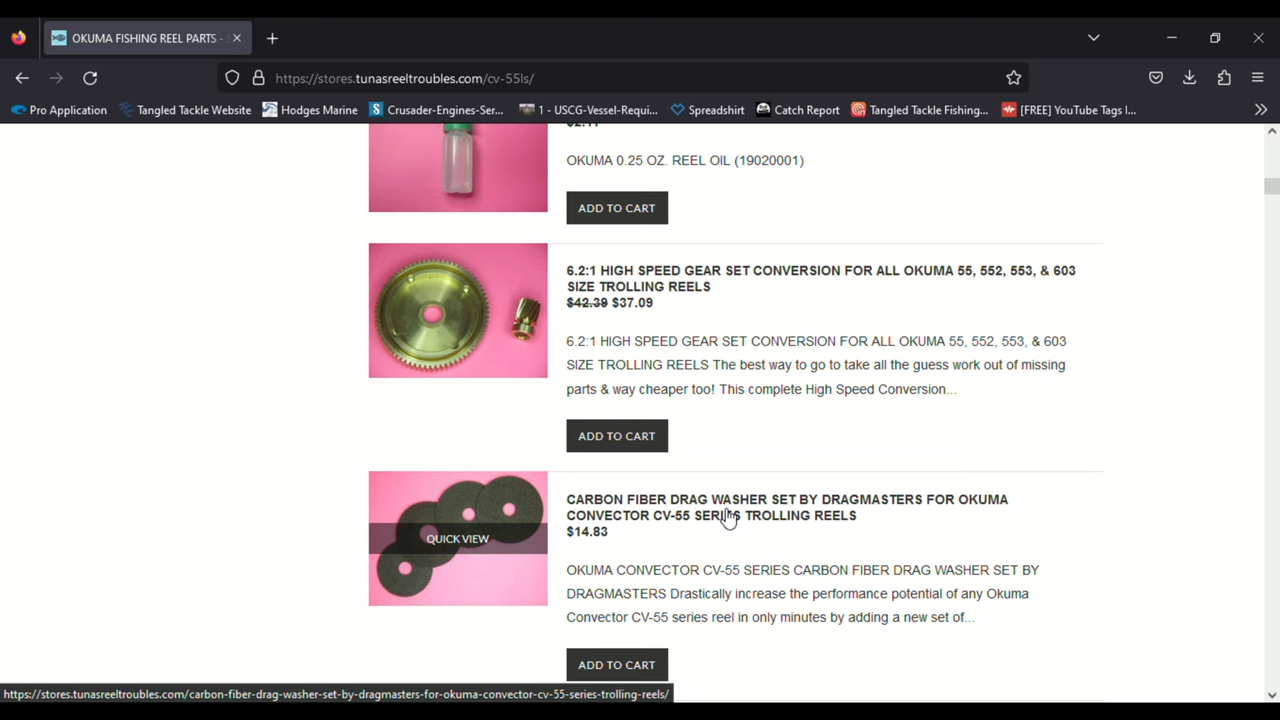 OKUMA FISHING REEL PARTS -
https://stores.tunasreeltroubles.com/cv-55ls/
Pro Application Tangled Tackle Website Hodges Marine Crusader-Engines-Ser... 1 - USCG-Vessel-Requi... Spreadshirt Catch Report Tangled Tackle Fishing... [FREE] YouTube Tags I...
OKUMA 0.25 OZ. REEL OIL (19020001)
ADD TO CART
6.2:1 HIGH SPEED GEAR SET CONVERSION FOR ALL OKUMA 55, 552, 553, & 603
SIZE TROLLING REELS
$42.39 $37.09
6.2:1 HIGH SPEED GEAR SET CONVERSION FOR ALL OKUMA 55, 552, 553, & 603
SIZE TROLLING REELS The best way to go to take all the guess work out of missing
parts & way cheaper too! This complete High Speed Conversion...
ADD TO CART
QUICK VIEW
CARBON FIBER DRAG WASHER SET BY DRAGMASTERS FOR OKUMA
CONVECTOR CV-55 SERIES TROLLING REELS
$14.83
OKUMA CONVECTOR CV-55 SERIES CARBON FIBER DRAG WASHER SET BY
DRAGMASTERS Drastically increase the performance potential of any Okuma
Convector CV-55 series reel in only minutes by adding a new set of...
ADD TO CART
https://stores.tunasreeltroubles.com/carbon-fiber-drag-washer-set-by-dragmasters-for-okuma-convector-cv-55-series-trolling-reels/